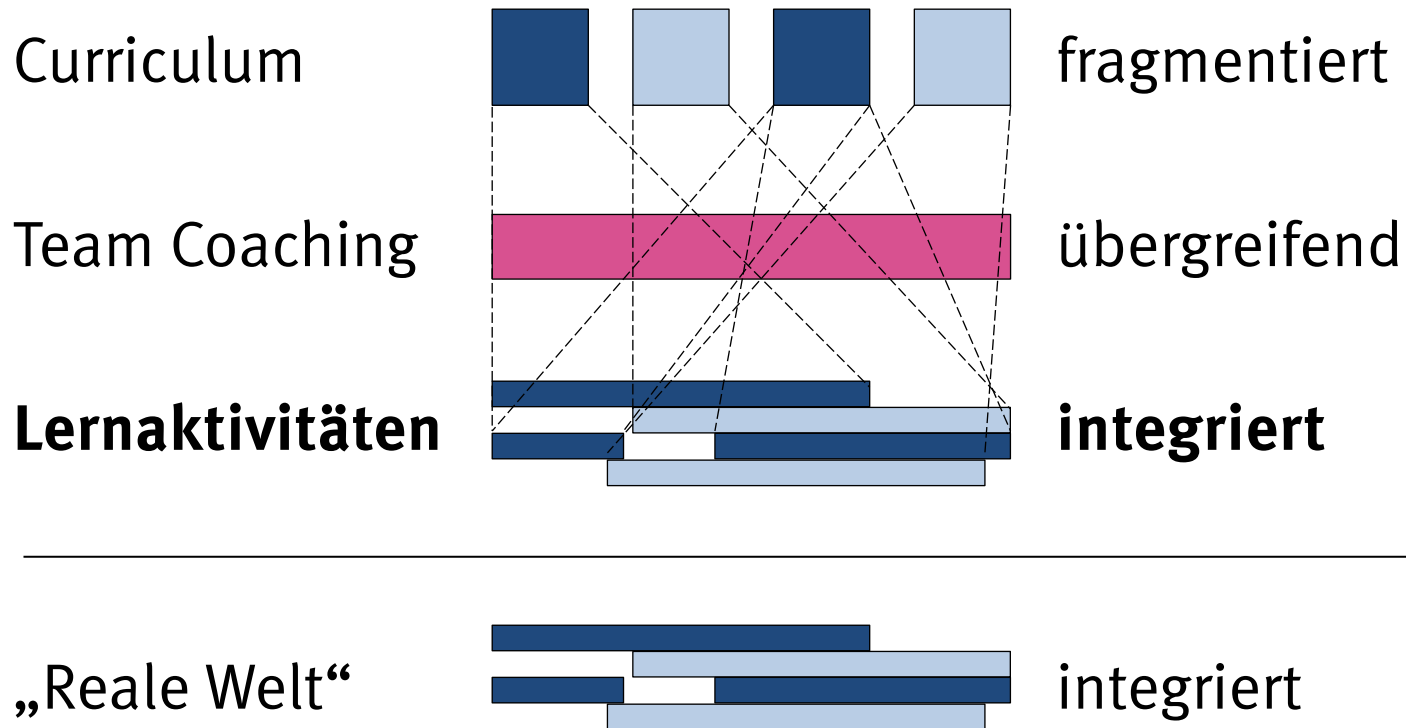 Curriculum fragmentiert
Team Coaching übergreifend
Lernaktivitäten integriert
„Reale Welt“ integriert